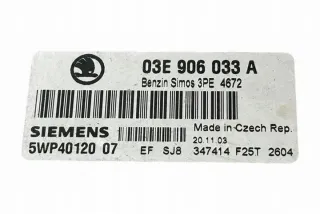 03E 906 033 A
Benzin Simos 3PE 4672
SIEMENS
Made in Czech Rep.
20.11.03
5WP40120 07
EF SJ8 347414 F25T 2604